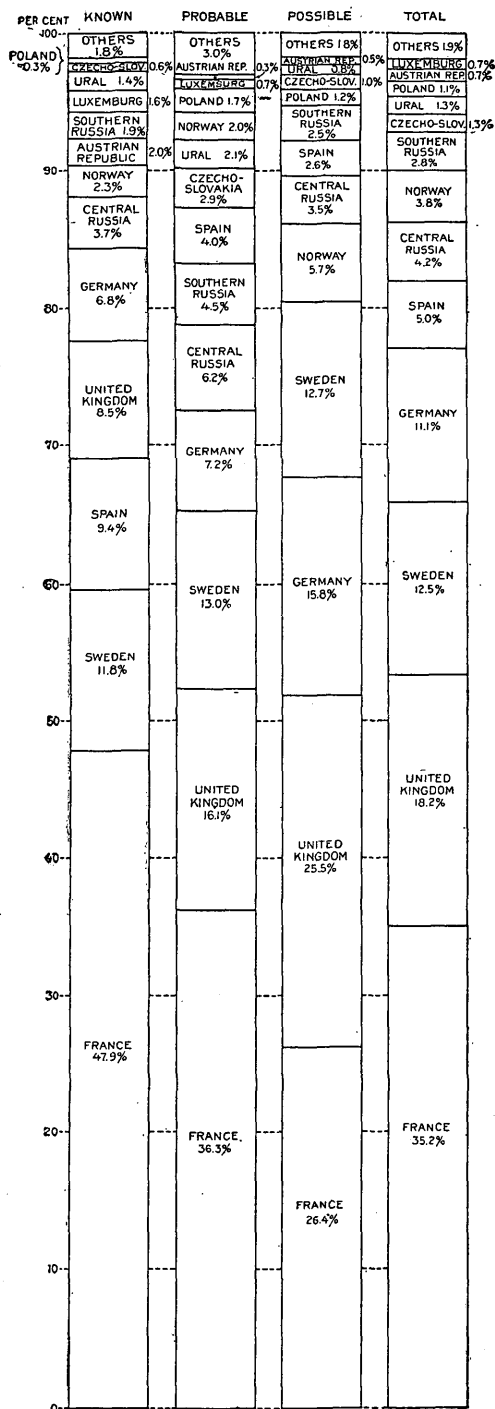 PER CENT
100
90
80
70
60
50
40
30
20
10
0
KNOWN
OTHERS
1.8%
POLAND
0.3%
CZECHO-SLOV. 0.6%
URAL 1.4%
LUXEMBURG 1.6%
SOUTHERN
RUSSIA 1.9%
AUSTRIAN
REPUBLIC 2.0%
NORWAY
2.3%
CENTRAL
RUSSIA
3.7%
GERMANY
6.8%
UNITED
KINGDOM
8.5%
SPAIN
9.4%
SWEDEN
11.8%
FRANCE
47.9%
PROBABLE
OTHERS
3.0%
AUSTRIAN REP. 0.3%
LUXEMBURG 0.7%
POLAND 1.7%
NORWAY 2.0%
URAL 2.1%
CZECHO-
SLOVAKIA
2.9%
SPAIN
4.0%
SOUTHERN
RUSSIA
4.5%
CENTRAL
RUSSIA
6.2%
GERMANY
7.2%
SWEDEN
13.0%
UNITED
KINGDOM
16.1%
FRANCE
36.3%
POSSIBLE
OTHERS 1.8%
AUSTRIAN REP. 0.5%
URAL 0.8%
CZECHO-SLOV. 1.0%
POLAND 1.2%
SOUTHERN
RUSSIA
2.5%
SPAIN
2.6%
CENTRAL
RUSSIA
3.5%
NORWAY
5.7%
SWEDEN
12.7%
GERMANY
15.8%
UNITED
KINGDOM
25.5%
FRANCE
26.4%
TOTAL
OTHERS 1.9%
LUXEMBURG 0.7%
AUSTRIAN REP. 0.7%
POLAND 1.1%
URAL 1.3%
CZECHO-SLOV. 1.3%
SOUTHERN
RUSSIA
2.8%
NORWAY
3.8%
CENTRAL
RUSSIA
4.2%
SPAIN
5.0%
GERMANY
11.1%
SWEDEN
12.5%
UNITED
KINGDOM
18.2%
FRANCE
35.2%